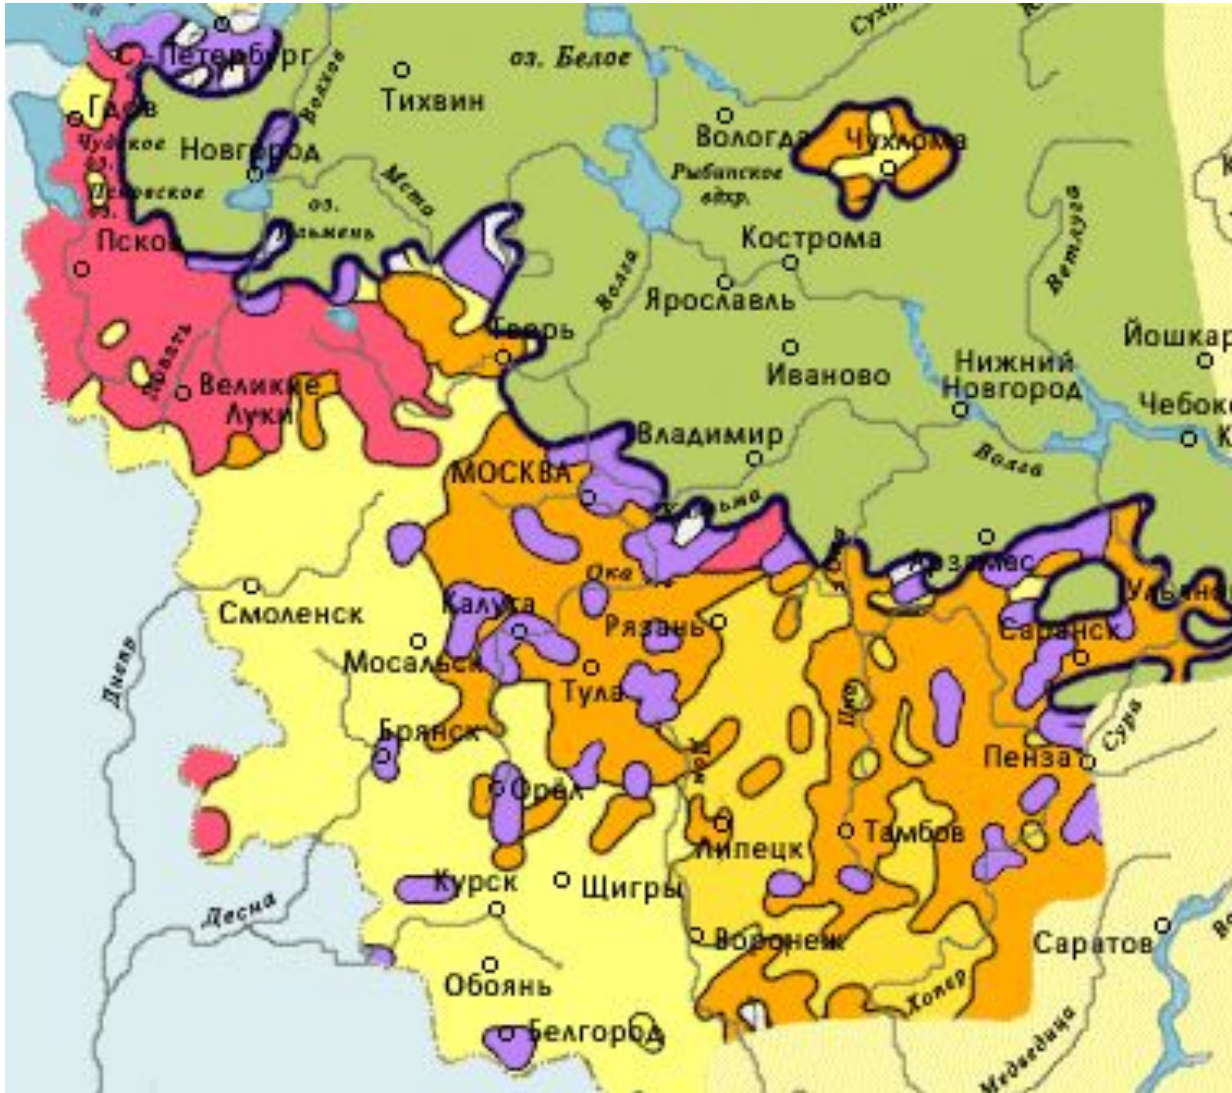 С.-Петербург
Волхов
Тихвин
оз. Белое
Гдов
Чудское
оз.
Новгород
Вологда
Чухлома
Псковское
оз.
Мста
Рыбинское
вдхр.
оз.
Ильмень
Псков
Кострома
Ветлуга
Волга
Ярославль
Тверь
Ловать
Великие
Луки
Иваново
Нижний
Новгород
Йошкар
Чебокс
Владимир
Волга
МОСКВА
Клязьма
Арзамас
Ока
Смоленск
Калуга
Рязань
Ульяно
Саранск
Мосальск
Тула
Днепр
Цна
Сура
Брянск
Дон
Пенза
Орёл
Липецк
Тамбов
Курск
Щигры
Десна
Воронеж
Саратов
Обоянь
Хопер
Белгород
Медведица